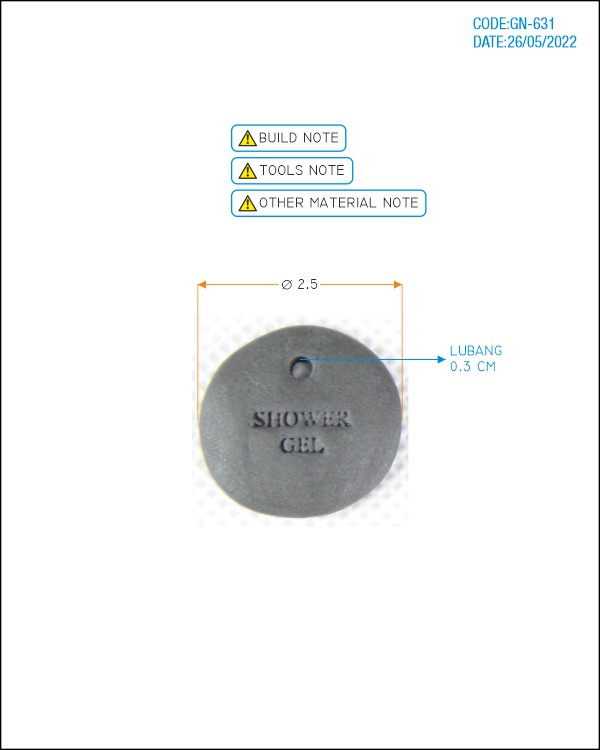 CODE:GN-631
DATE:26/05/2022
BUILD NOTE
TOOLS NOTE
OTHER MATERIAL NOTE
Ø 2.5
LUBANG
0.3 CM
SHOWER
GEL